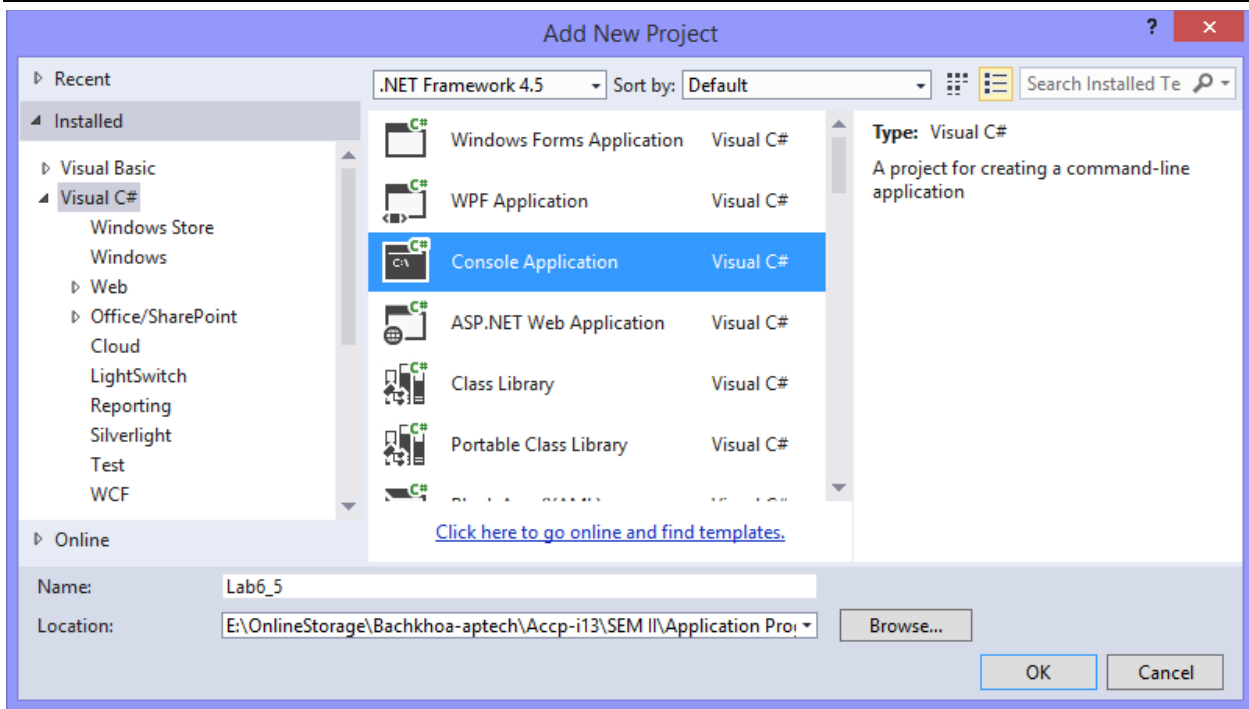 Add New Project
?
Recent
Installed
Visual Basic
Visual C#
Windows Store
Windows
Web
Office/SharePoint
Cloud
LightSwitch
Reporting
Silverlight
Test
WCF
Online
.NET Framework 4.5
Sort by: Default
Search Installed Te
Windows Forms Application Visual C#
WPF Application Visual C#
Console Application Visual C#
ASP.NET Web Application Visual C#
Class Library Visual C#
Portable Class Library Visual C#
Click here to go online and find templates.
Type: Visual C#
A project for creating a command-line
application
Name: Lab6_5
Location: E:\OnlineStorage\Bachkhoa-aptech\Accp-i13\SEM II\Application Pro
Browse...
OK Cancel